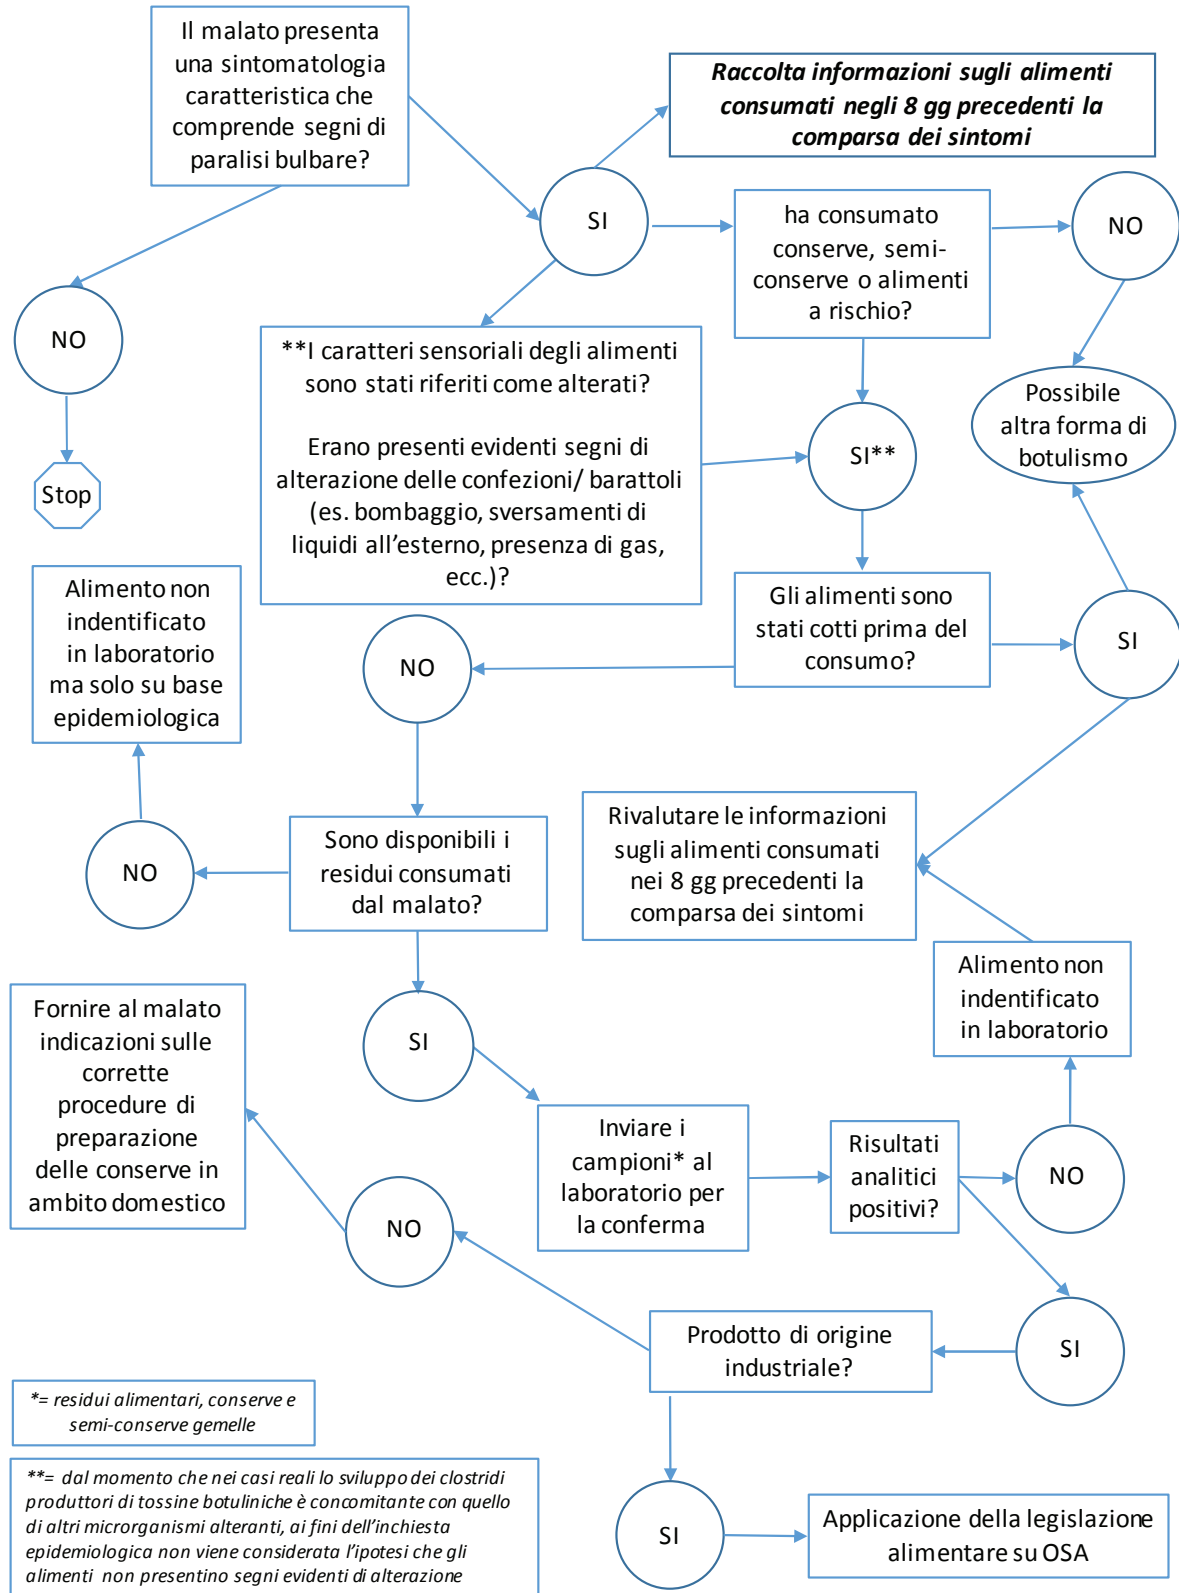 Il malato presenta
una sintomatologia
caratteristica che
comprende segni di
paralisi bulbare?
Raccolta informazioni sugli alimenti
consumati negli 8 gg precedenti la
comparsa dei sintomi
SI
ha consumato
conserve, semi-
conserve o alimenti
a rischio?
NO
NO
Stop
**I caratteri sensoriali degli alimenti
sono stati riferiti come alterati?
Erano presenti evidenti segni di
alterazione delle confezioni/ barattoli
(es. bombaggio, sversamenti di
liquidi all'esterno, presenza di gas,
ecc.)?
SI**
Possibile
altra forma di
botulismo
Gli alimenti sono
stati cotti prima del
consumo?
SI
NO
Alimento non
indentificato
in laboratorio
ma solo su base
epidemiologica
NO
Sono disponibili i
residui consumati
dal malato?
Rivalutare le informazioni
sugli alimenti consumati
nei 8 gg precedenti la
comparsa dei sintomi
Alimento non
indentificato
in laboratorio
SI
Fornire al malato
indicazioni sulle
corrette
procedure di
preparazione
delle conserve in
ambito domestico
Inviare i
campioni* al
laboratorio per
la conferma
Risultati
analitici
positivi?
NO
NO
SI
Prodotto di origine
industriale?
SI
Applicazione della legislazione
alimentare su OSA
*= residui alimentari, conserve e
semi-conserve gemelle
**= dal momento che nei casi reali lo sviluppo dei clostridi
produttori di tossine botuliniche è concomitante con quello
di altri microrganismi alteranti, ai fini dell'inchiesta
epidemiologica non viene considerata l'ipotesi che gli
alimenti non presentino segni evidenti di alterazione